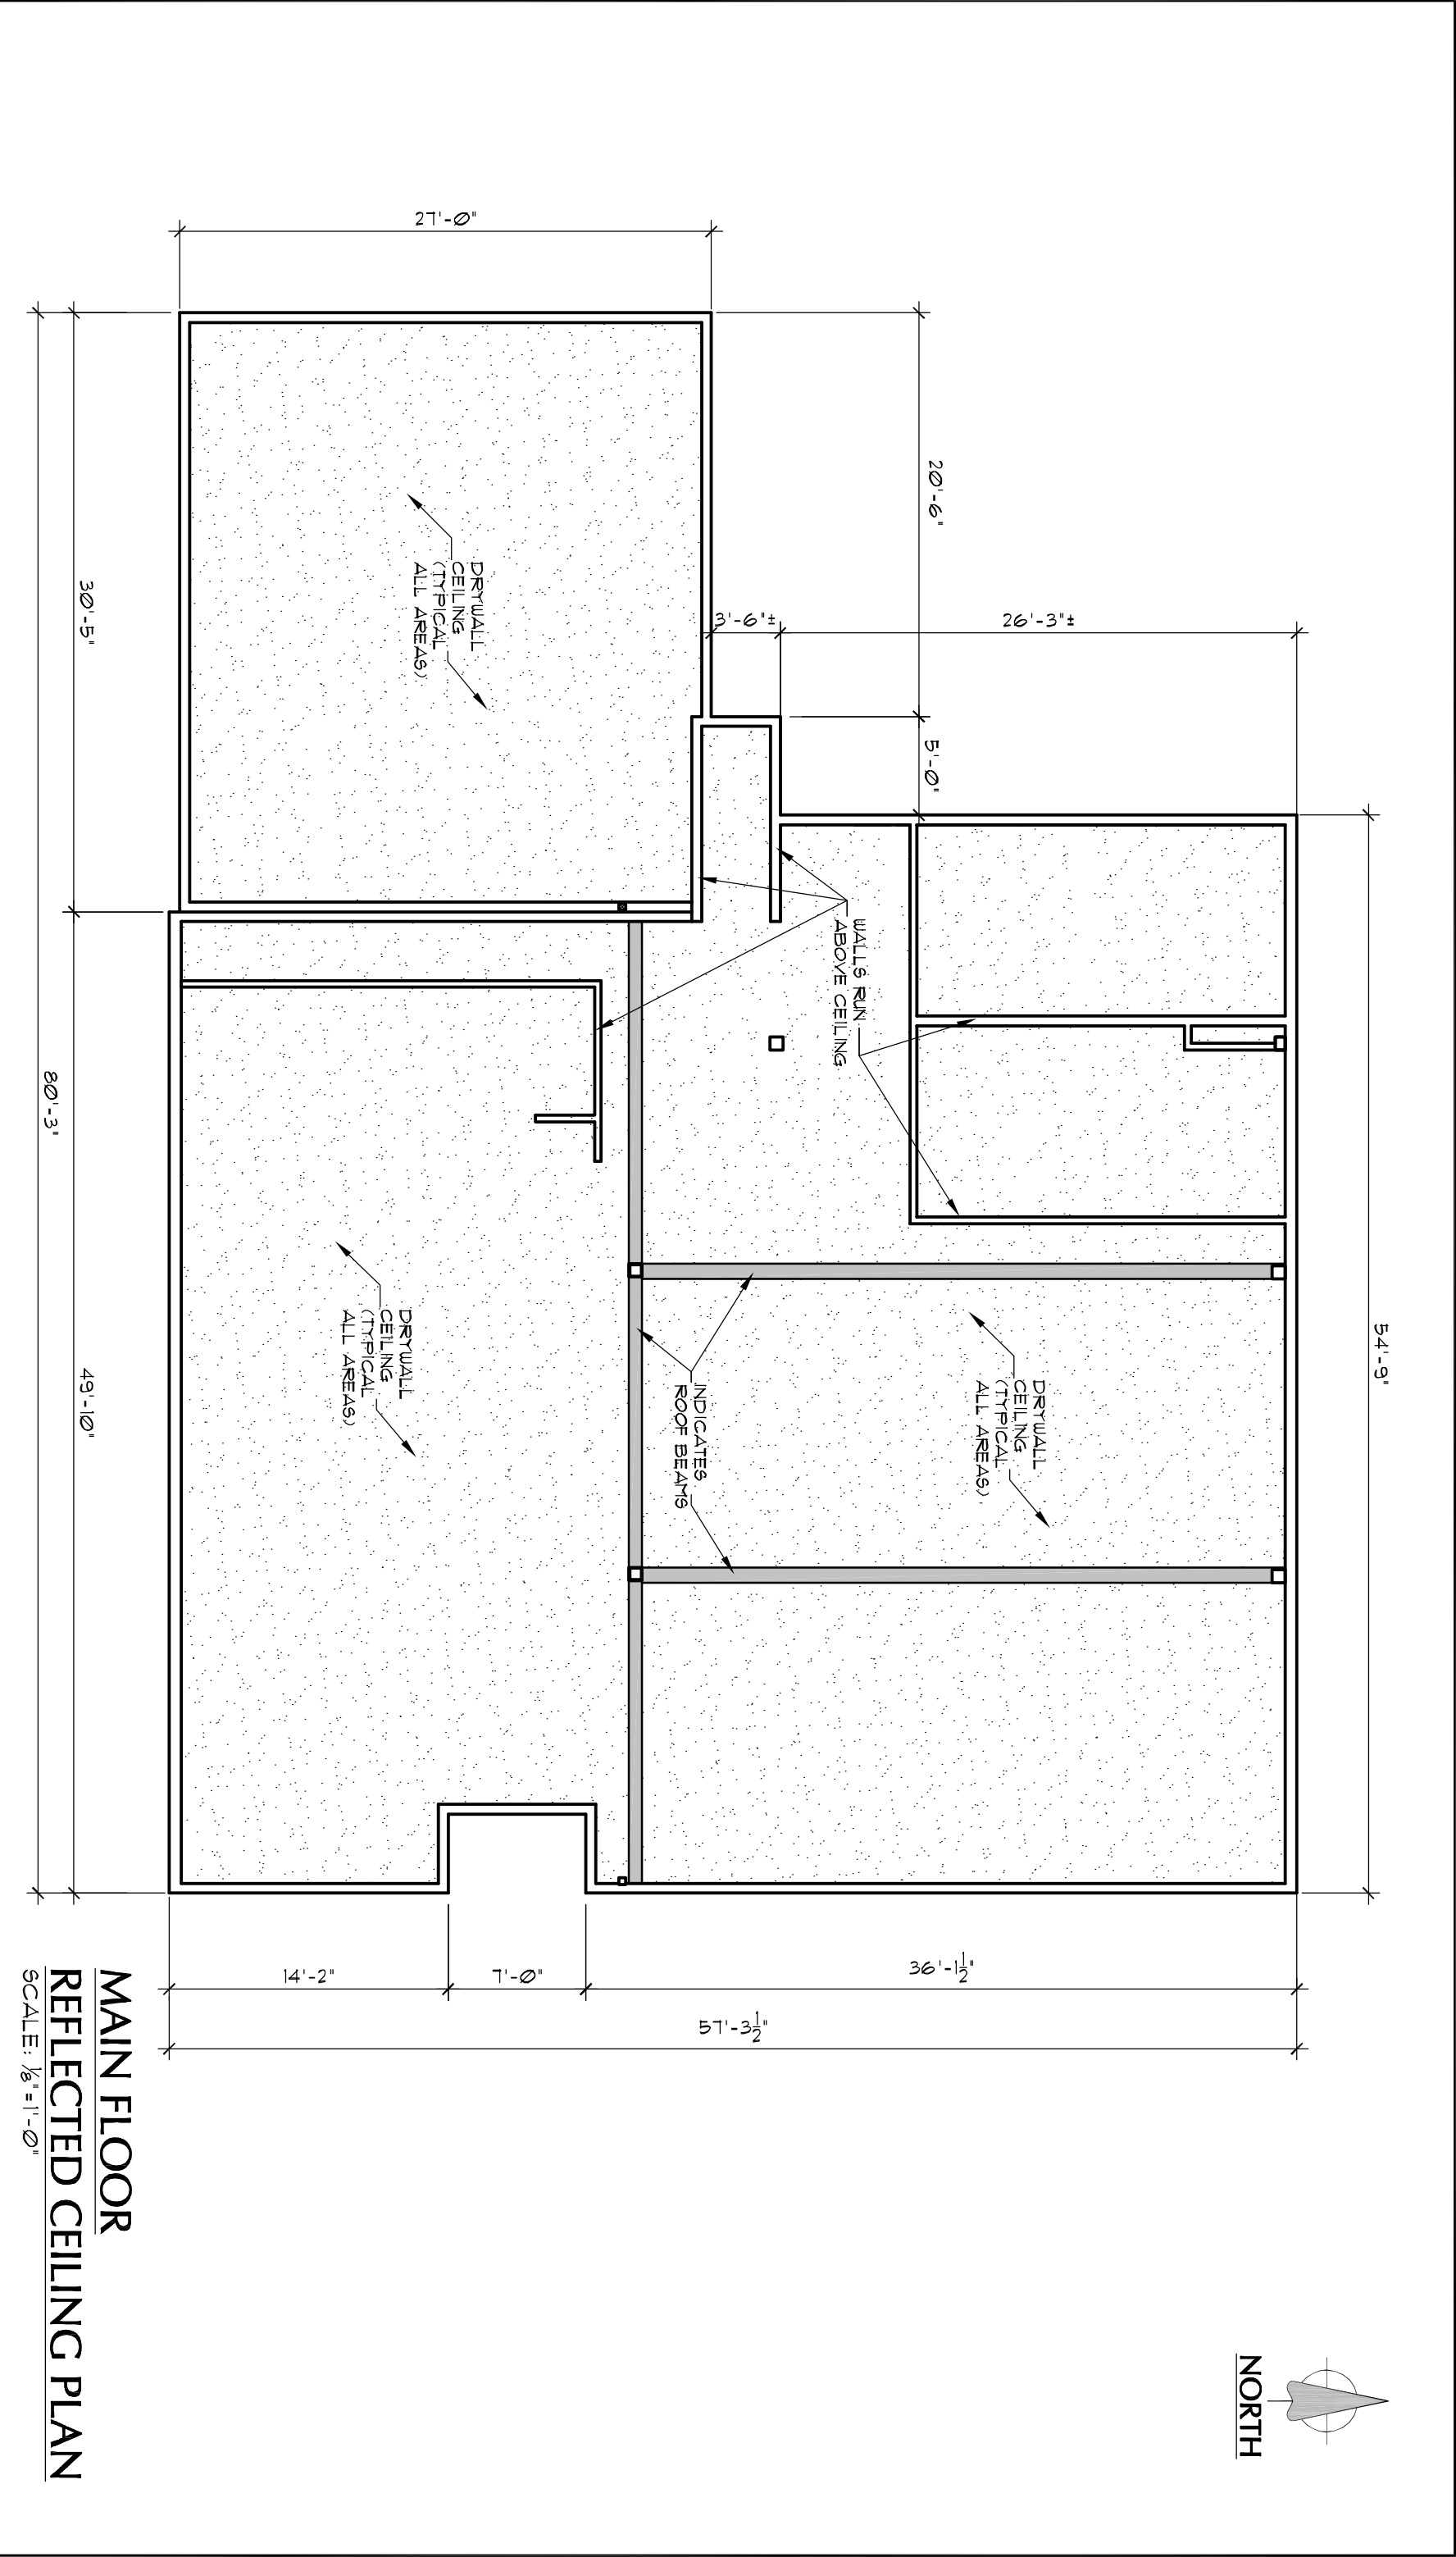 54'-9"
20'-6"
5'-0"
26'-3"±
3'-6"±
27'-0"
DRYWALL
CEILING
(TYPICAL
ALL AREAS)
WALLS RUN
ABOVE CEILING
DRYWALL
CEILING
(TYPICAL
ALL AREAS)
INDICATES
ROOF BEAMS
DRYWALL
CEILING
(TYPICAL
ALL AREAS)
36'-1½"
7'-0"
14'-2"
57'-3½"
30'-5"
49'-10"
80'-3"
NORTH
MAIN FLOOR
REFLECTED CEILING PLAN
SCALE: ⅛" = 1'-0"